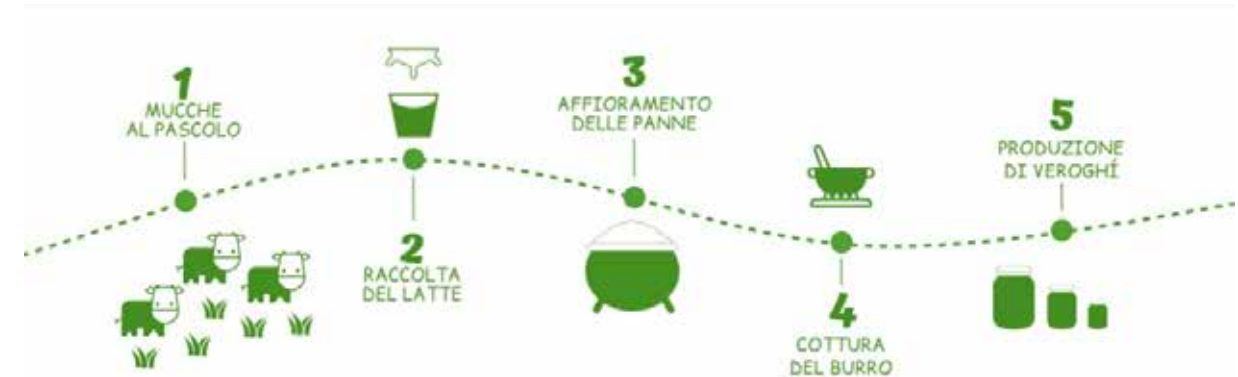 1
MUCCHE
AL PASCOLO
2
RACCOLTA
DEL LATTE
3
AFFIORAMENTO
DELLE PANNE
4
COTTURA
DEL BURRO
5
PRODUZIONE
DI VEROGHÍ